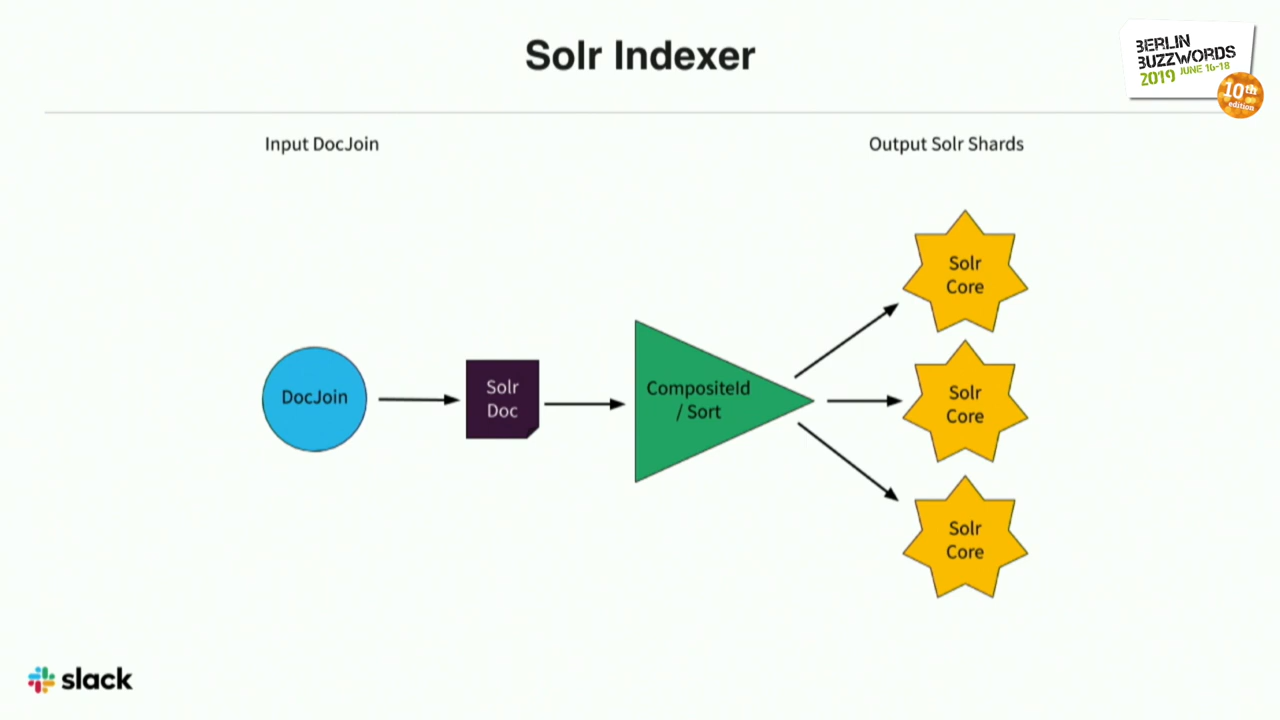 Solr Indexer
BERLIN
BUZZWORDS
2019 JUNE 16-18
10th
edition
Input DocJoin
Output Solr Shards
DocJoin
Solr
Doc
CompositeId
/ Sort
Solr
Core
Solr
Core
Solr
Core
slack